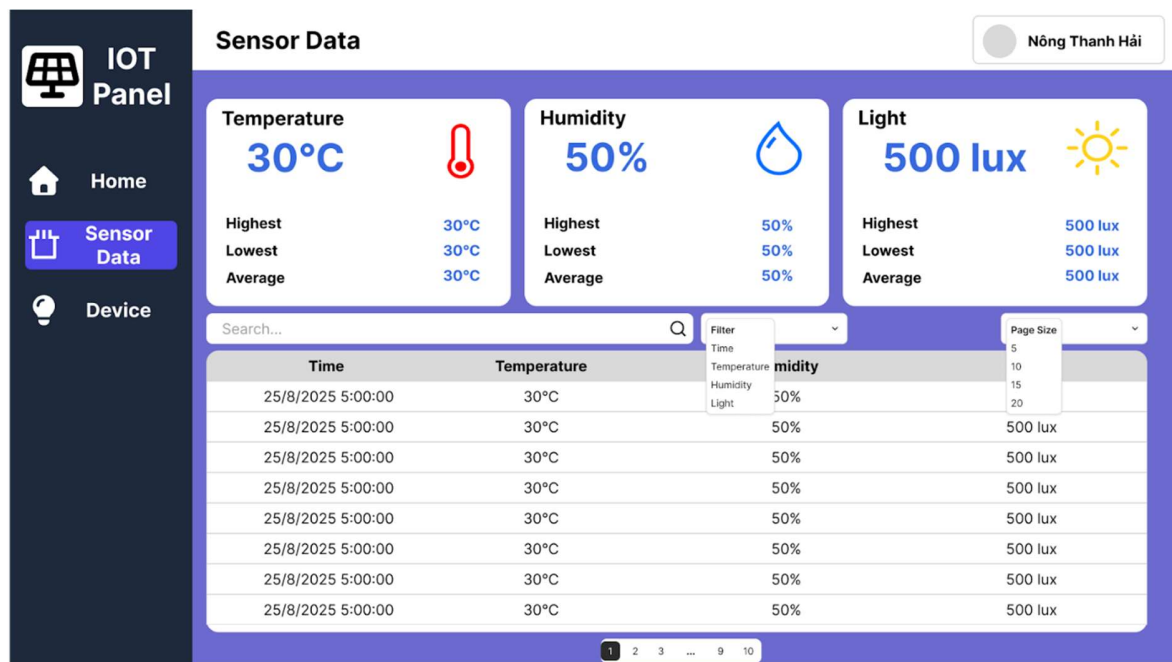 IOT
Panel
Home
Sensor
Data
Device
Sensor Data
Nông Thanh Hải
Temperature
30°C
Highest 30°C
Lowest 30°C
Average 30°C
Humidity
50%
Highest 50%
Lowest 50%
Average 50%
Light
500 lux
Highest 500 lux
Lowest 500 lux
Average 500 lux
Search...
Filter
Time
Temperature
Humidity
Light
Page Size
5
10
15
20
Time Temperature midity
25/8/2025 5:00:00 30°C 50%
25/8/2025 5:00:00 30°C 50% 500 lux
25/8/2025 5:00:00 30°C 50% 500 lux
25/8/2025 5:00:00 30°C 50% 500 lux
25/8/2025 5:00:00 30°C 50% 500 lux
25/8/2025 5:00:00 30°C 50% 500 lux
25/8/2025 5:00:00 30°C 50% 500 lux
25/8/2025 5:00:00 30°C 50% 500 lux
1 2 3 ... 9 10